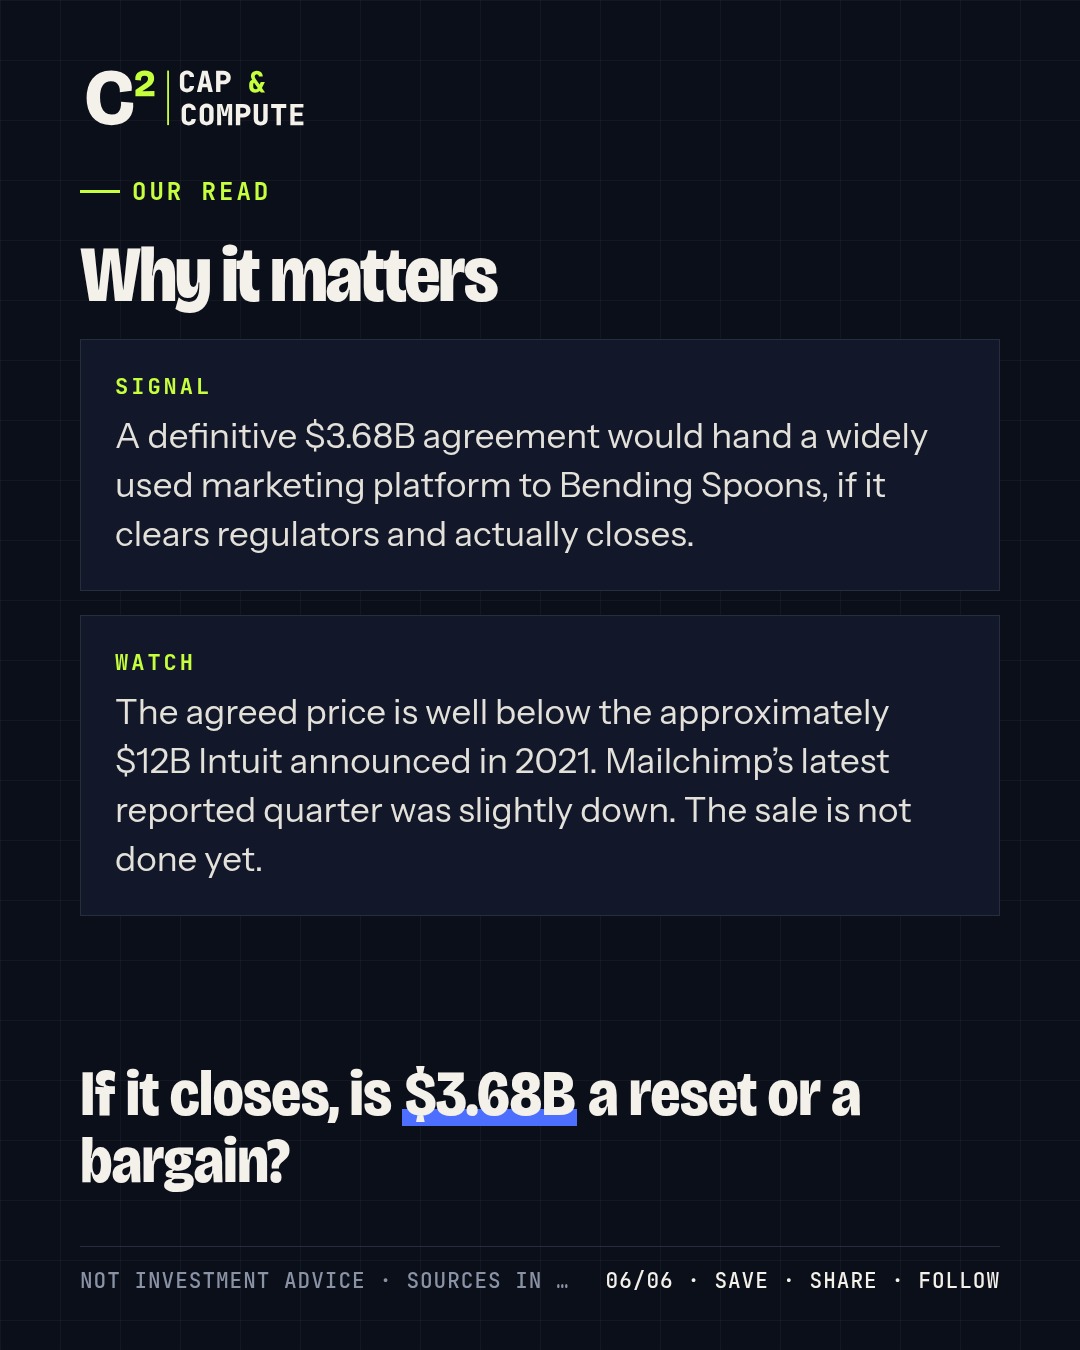 C² CAP &
COMPUTE
OUR READ
Why it matters
SIGNAL
A definitive $3.68B agreement would hand a widely
used marketing platform to Bending Spoons, if it
clears regulators and actually closes.
WATCH
The agreed price is well below the approximately
$12B Intuit announced in 2021. Mailchimp’s latest
reported quarter was slightly down. The sale is not
done yet.
If it closes, is $3.68B a reset or a
bargain?
NOT INVESTMENT ADVICE · SOURCES IN … 06/06 · SAVE · SHARE · FOLLOW